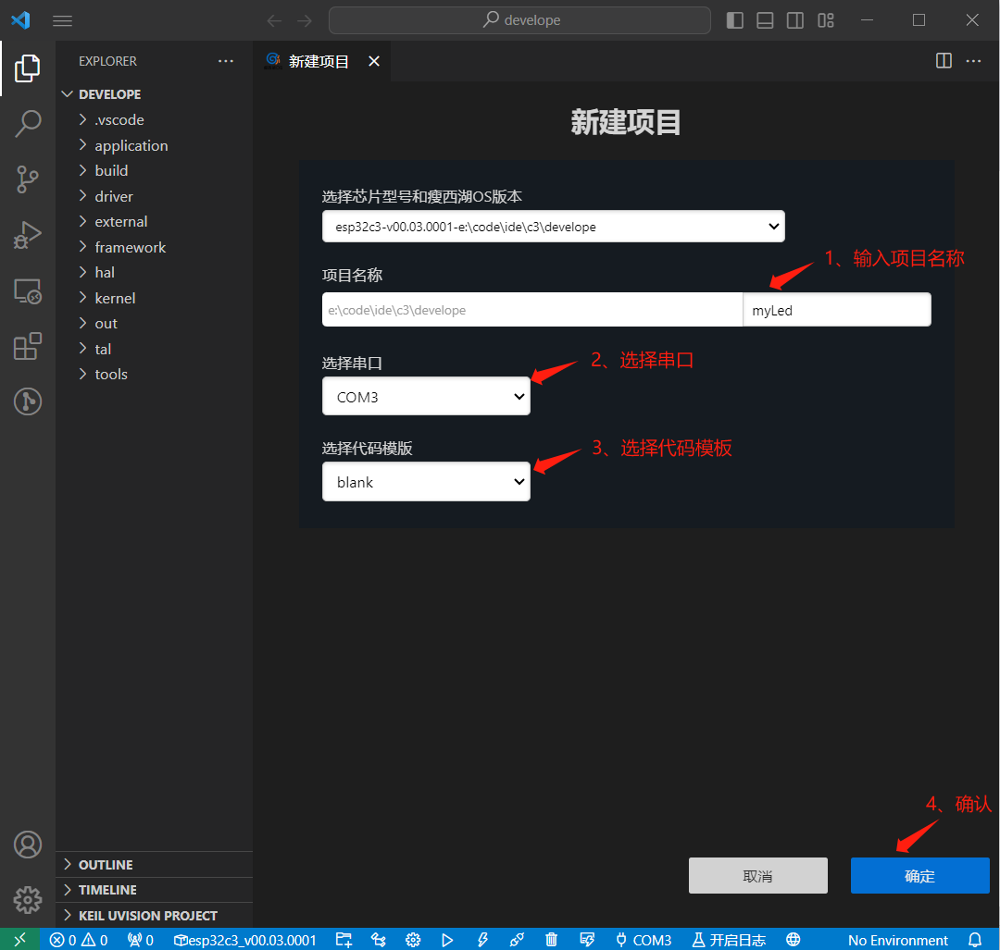 develope
EXPLORER
新建项目
DEVELOPE
.vscode
application
build
driver
external
framework
hal
kernel
out
tal
tools
新建项目
选择芯片型号和瘦西湖OS版本
esp32c3-v00.03.0001-e:\code\ide\c3\develope
1、输入项目名称
项目名称
e:\code\ide\c3\develope
myLed
2、选择串口
选择串口
COM3
3、选择代码模板
选择代码模版
blank
4、确认
取消
确定
OUTLINE
TIMELINE
KEIL UVISION PROJECT
0 0 0 esp32c3_v00.03.0001 COM3 开启日志 No Environment